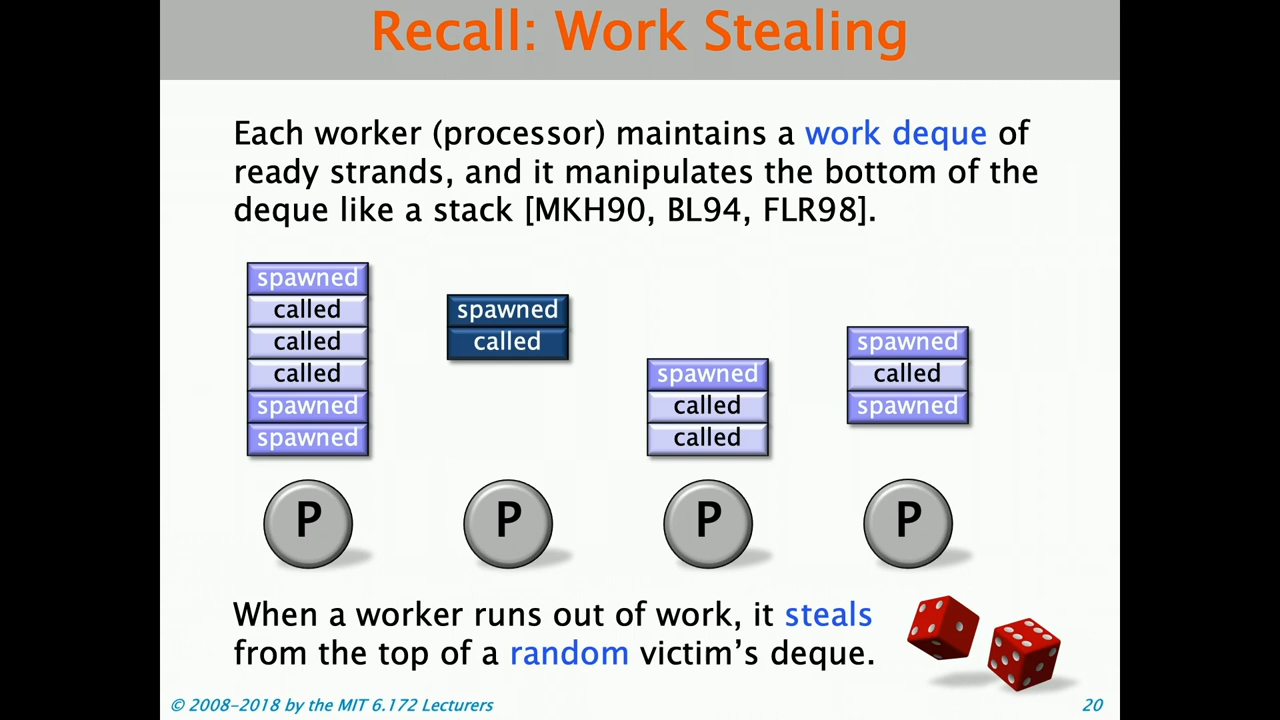 Recall: Work Stealing
Each worker (processor) maintains a work deque of
ready strands, and it manipulates the bottom of the
deque like a stack [MKH90, BL94, FLR98].
spawned
called
called
called
spawned
spawned
spawned
called
spawned
called
called
spawned
called
spawned
P
P
P
P
When a worker runs out of work, it steals
from the top of a random victim’s deque.
© 2008–2018 by the MIT 6.172 Lecturers
20